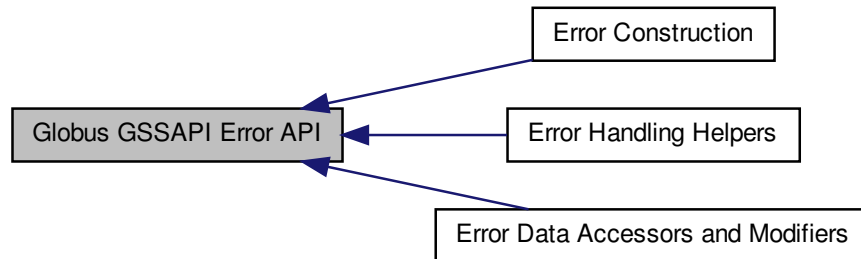 Error Construction
Globus GSSAPI Error API
Error Handling Helpers
Error Data Accessors and Modifiers